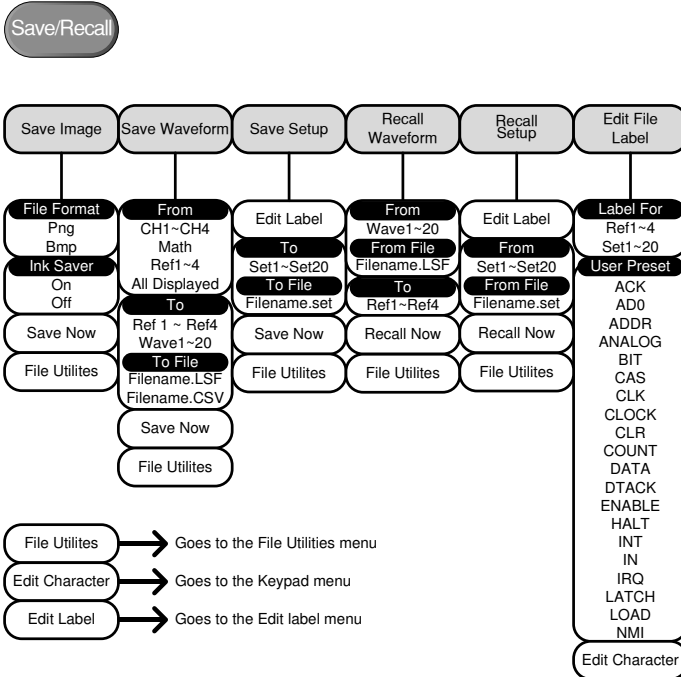 Save/Recall
Save Image
Save Waveform
Save Setup
Recall
Waveform
Recall
Setup
Edit File
Label
File Format
Png
Bmp
Ink Saver
On
Off
Save Now
File Utilites
From
CH1~CH4
Math
Ref1~4
All Displayed
To
Ref 1 ~ Ref4
Wave1~20
To File
Filename.LSF
Filename.CSV
Save Now
File Utilites
Edit Label
To
Set1~Set20
To File
Filename.set
Save Now
File Utilites
From
Wave1~20
From File
Filename.LSF
To
Ref1~Ref4
Recall Now
File Utilites
Edit Label
From
Set1~Set20
From File
Filename.set
Recall Now
File Utilites
Label For
Ref1~4
Set1~20
User Preset
ACK
AD0
ADDR
ANALOG
BIT
CAS
CLK
CLOCK
CLR
COUNT
DATA
DTACK
ENABLE
HALT
INT
IN
IRQ
LATCH
LOAD
NMI
Edit Character
File Utilites
Goes to the File Utilities menu
Edit Character
Goes to the Keypad menu
Edit Label
Goes to the Edit label menu